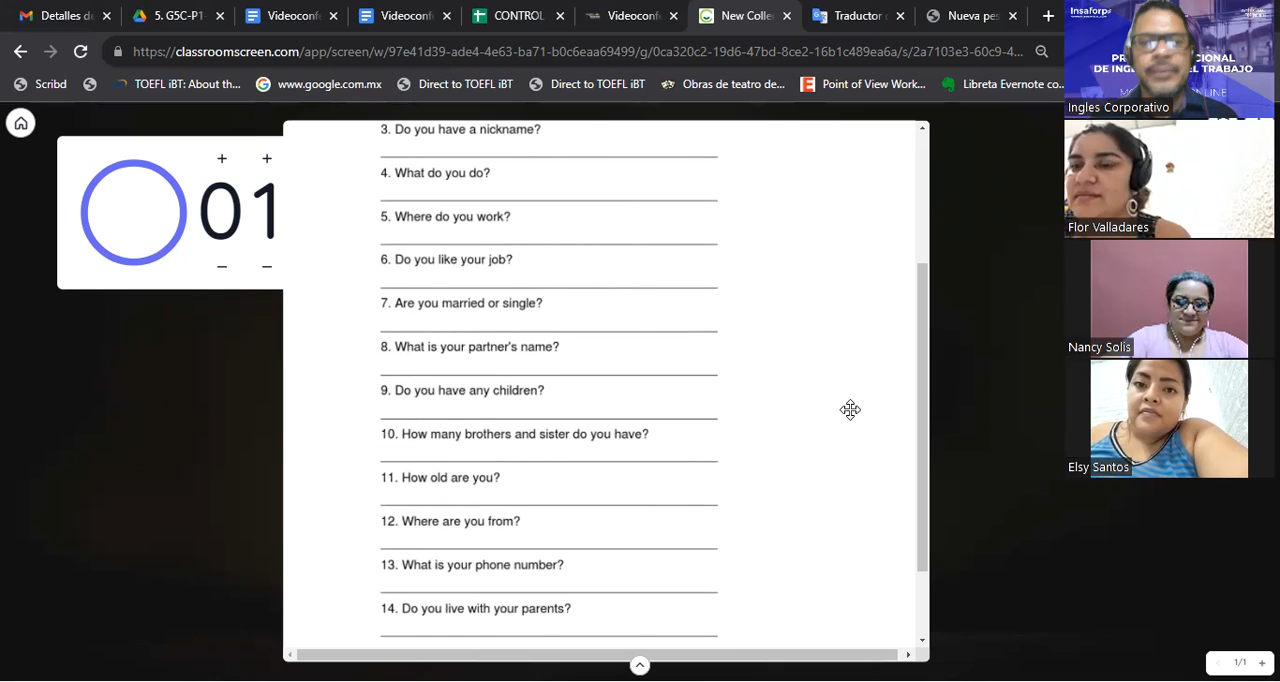 Detalles d
5. G5C-P1-
Videoconf
Videoconf
CONTROL
Videoconf
New Colle
Traductor
Nueva pes
https://classroomscreen.com/app/screen/w/97e41d39-ade4-4e63-ba71-b0c6eaa69499/g/0ca320c2-19d6-47bd-8ce2-16b1c489ea6a/s/2a7103e3-60c9-4...
Scribd
TOEFL iBT: About th...
www.google.com.mx
Direct to TOEFL iBT
Direct to TOEFL iBT
Obras de teatro de...
Point of View Work...
Libreta Evernote co...
Insaforp
DE INGL EL TRABAJO
Ingles Corporativo
Flor Valladares
Nancy Solis
Elsy Santos
+ +
01
− −
3. Do you have a nickname?
4. What do you do?
5. Where do you work?
6. Do you like your job?
7. Are you married or single?
8. What is your partner's name?
9. Do you have any children?
10. How many brothers and sister do you have?
11. How old are you?
12. Where are you from?
13. What is your phone number?
14. Do you live with your parents?
1/1